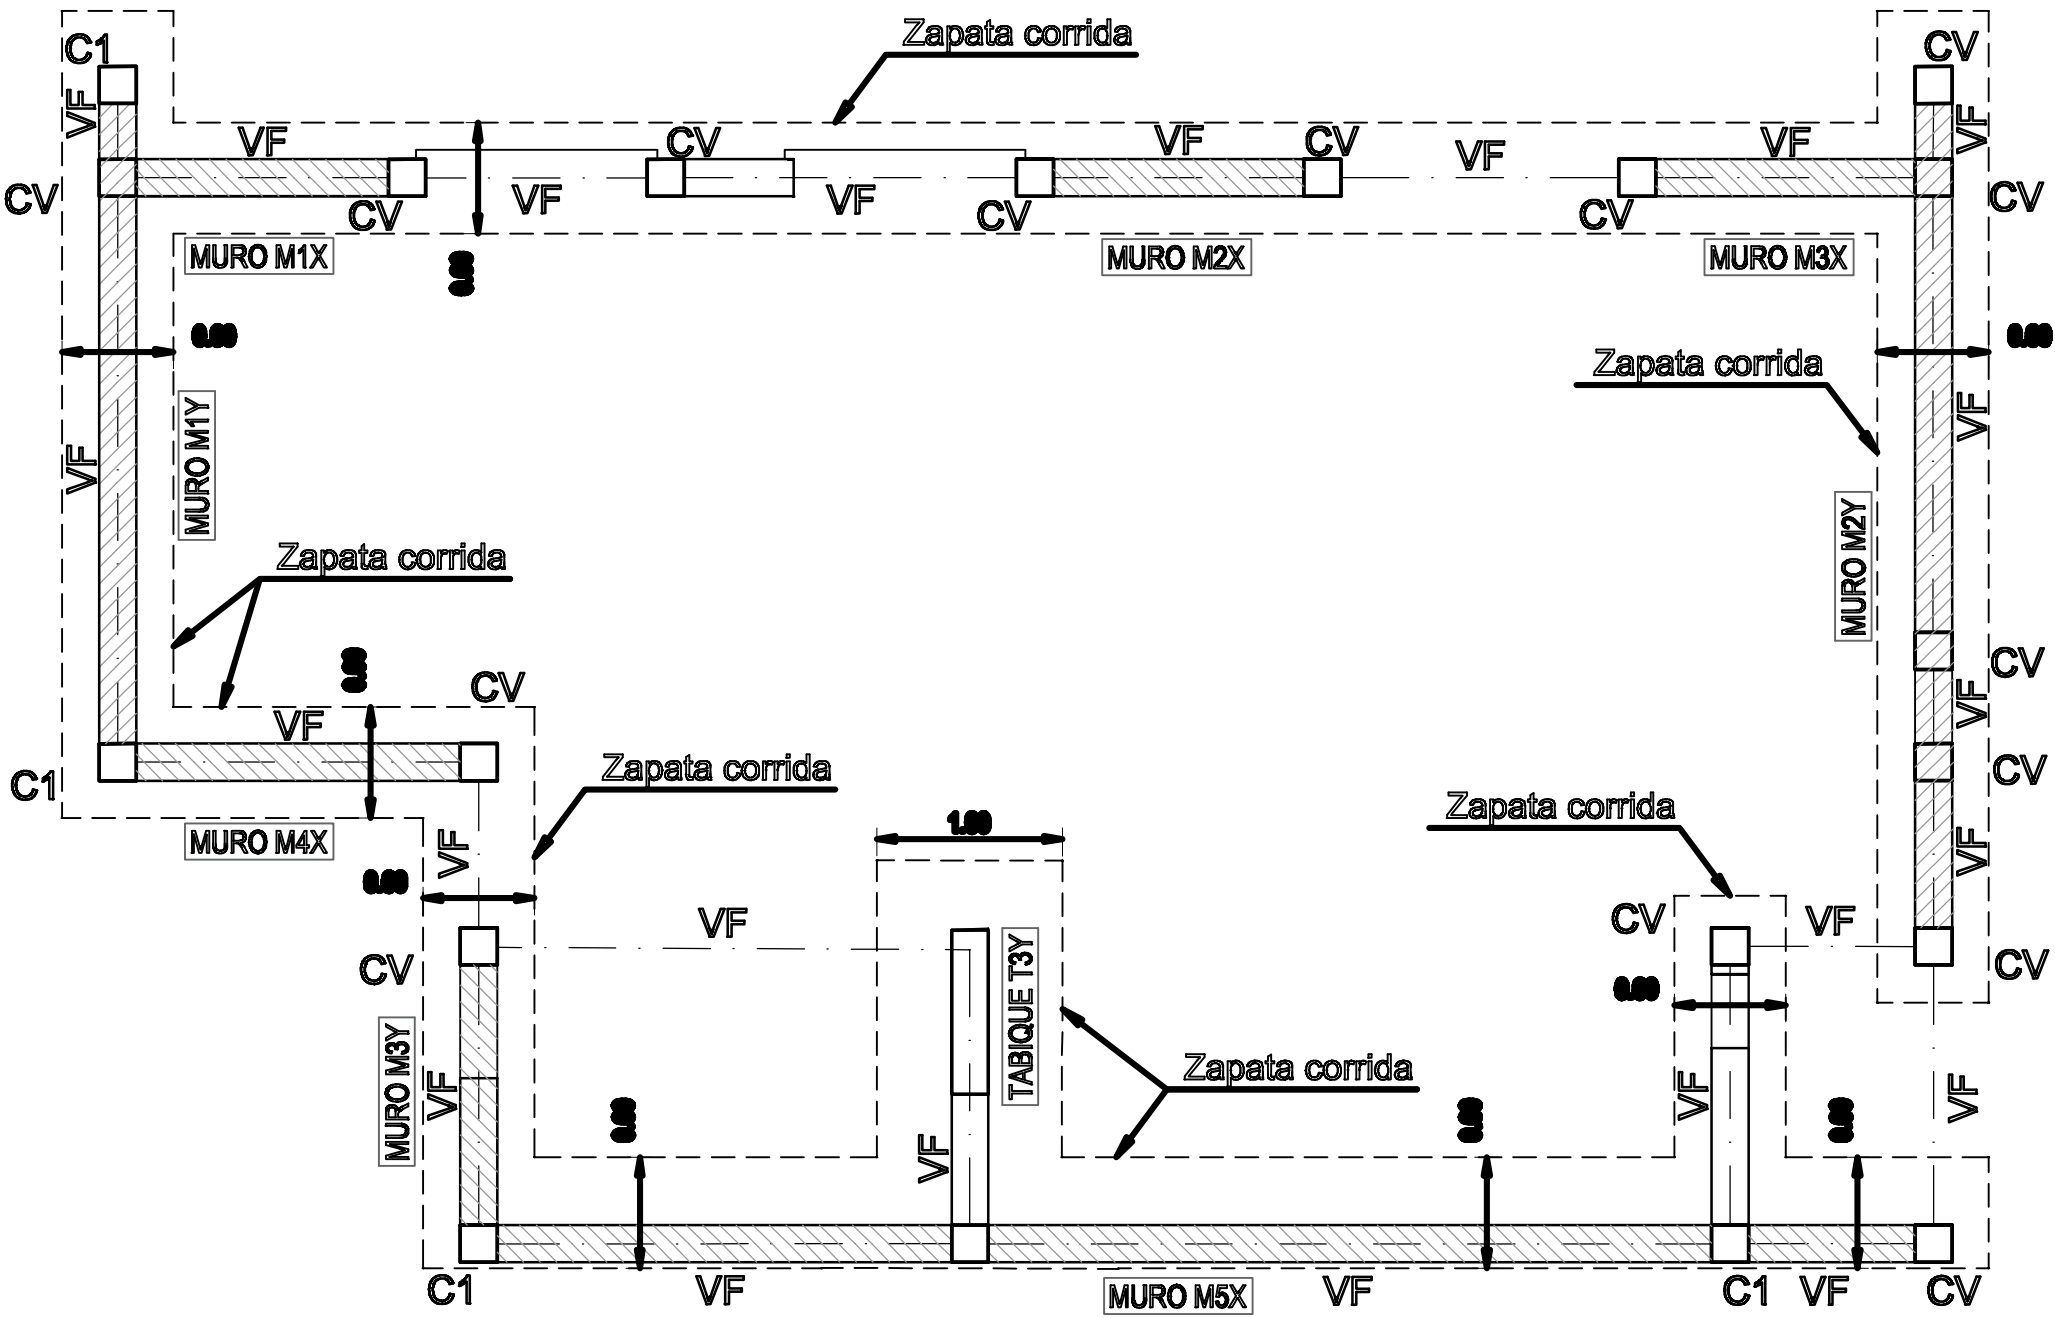 Zapata corrida
C1
CV
VF
VF
CV
VF
CV
VF
VF
VF
CV
CV
VF
VF
CV
CV
CV
MURO M1X
MURO M2X
MURO M3X
Zapata corrida
MURO M1Y
VF
VF
Zapata corrida
MURO M2Y
CV
CV
VF
VF
C1
Zapata corrida
CV
Zapata corrida
MURO M4X
VF
VF
VF
CV
VF
CV
TABIQUE T3Y
CV
MURO M3Y
VF
Zapata corrida
VF
VF
VF
C1
VF
MURO M5X
VF
C1
VF
CV